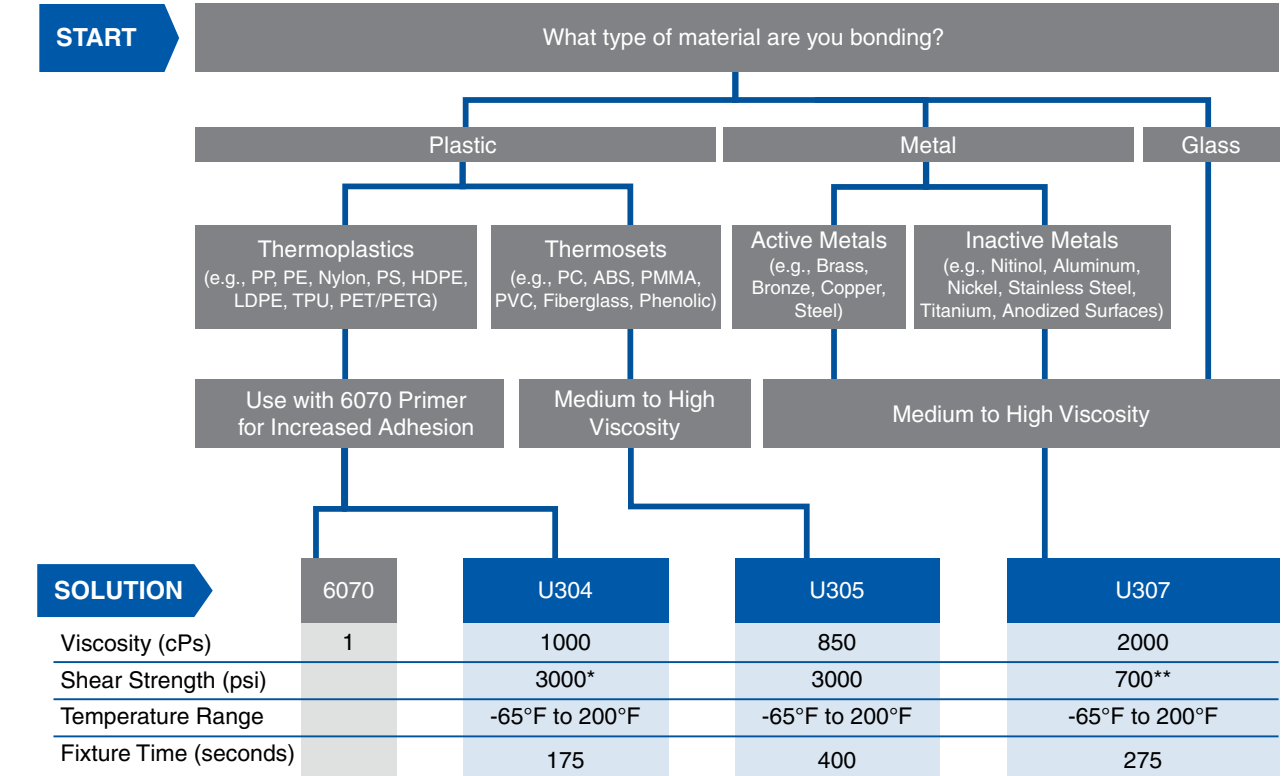 START
What type of material are you bonding?
Plastic
Metal
Glass
Thermoplastics
(e.g., PP, PE, Nylon, PS, HDPE,
LDPE, TPU, PET/PETG)
Thermosets
(e.g., PC, ABS, PMMA,
PVC, Fiberglass, Phenolic)
Active Metals
(e.g., Brass,
Bronze, Copper,
Steel)
Inactive Metals
(e.g., Nitinol, Aluminum,
Nickel, Stainless Steel,
Titanium, Anodized Surfaces)
Use with 6070 Primer
for Increased Adhesion
Medium to High
Viscosity
Medium to High Viscosity
SOLUTION 6070 U304 U305 U307
Viscosity (cPs) 1 1000 850 2000
Shear Strength (psi) 3000* 3000 700**
Temperature Range -65°F to 200°F -65°F to 200°F -65°F to 200°F
Fixture Time (seconds) 175 400 275